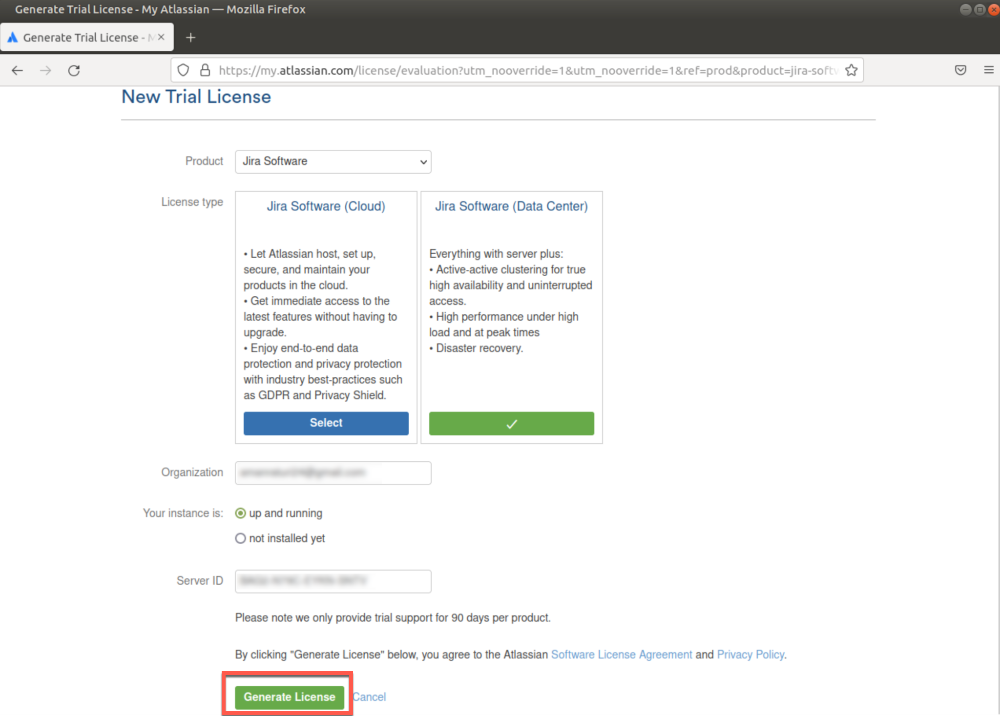 Generate Trial License - My Atlassian — Mozilla Firefox
Generate Trial License - M
https://my.atlassian.com/license/evaluation?utm_nooverride=1&utm_nooverride=1&ref=prod&product=jira-softw
New Trial License
Product
Jira Software
License type
Jira Software (Cloud)
• Let Atlassian host, set up,
secure, and maintain your
products in the cloud.
• Get immediate access to the
latest features without having to
upgrade.
• Enjoy end-to-end data
protection and privacy protection
with industry best-practices such
as GDPR and Privacy Shield.
Select
Jira Software (Data Center)
Everything with server plus:
• Active-active clustering for true
high availability and uninterrupted
access.
• High performance under high
load and at peak times
• Disaster recovery.
Organization
Your instance is:
up and running
not installed yet
Server ID
Please note we only provide trial support for 90 days per product.
By clicking "Generate License" below, you agree to the Atlassian Software License Agreement and Privacy Policy.
Generate License
Cancel